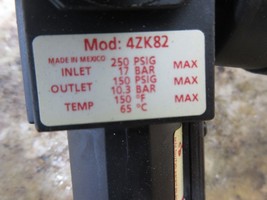 Mod: 4ZK82
MADE IN MEXICO 250 PSIG MAX
INLET 17 BAR
OUTLET 150 PSIG MAX
10.3 BAR
150 °F MAX
TEMP 65 °C